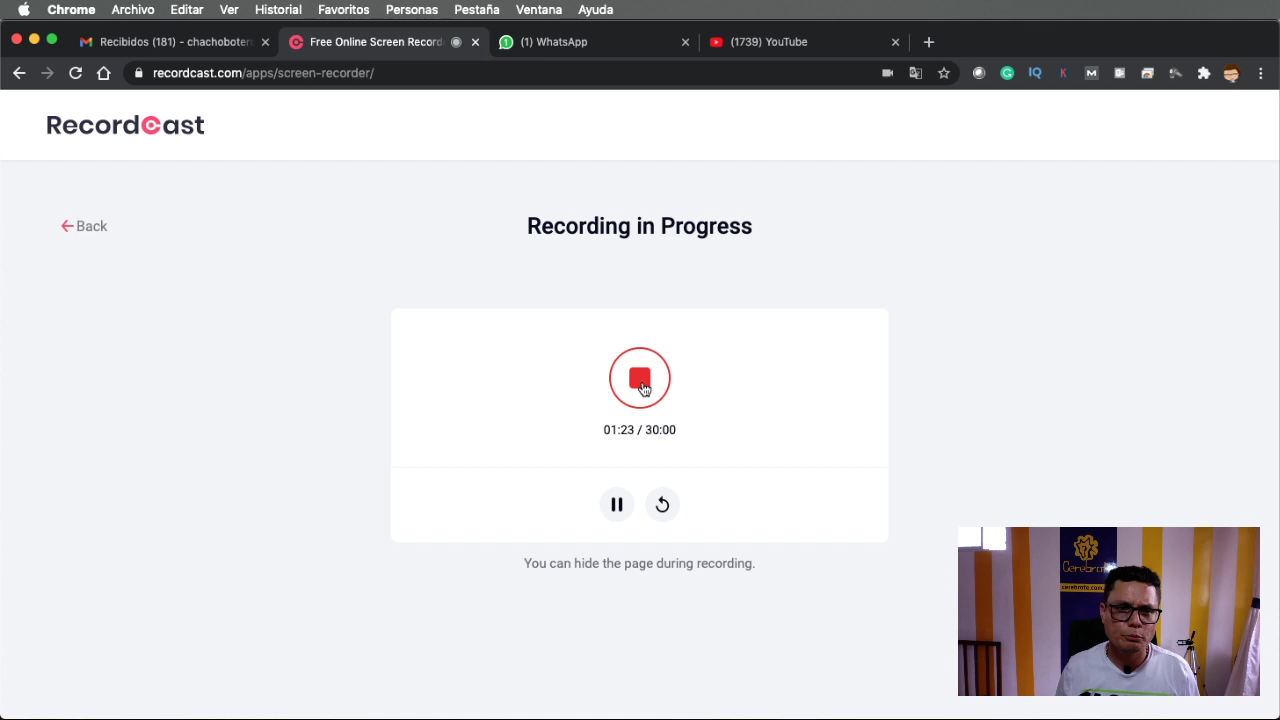 Chrome Archivo Editar Ver Historial Favoritos Personas Pestaña Ventana Ayuda
Recibidos (181) - chachoboter
Free Online Screen Record
(1) WhatsApp
(1739) YouTube
recordcast.com/apps/screen-recorder/
RecordCast
Back
Recording in Progress
01:23 / 30:00
You can hide the page during recording.
Cerebrote